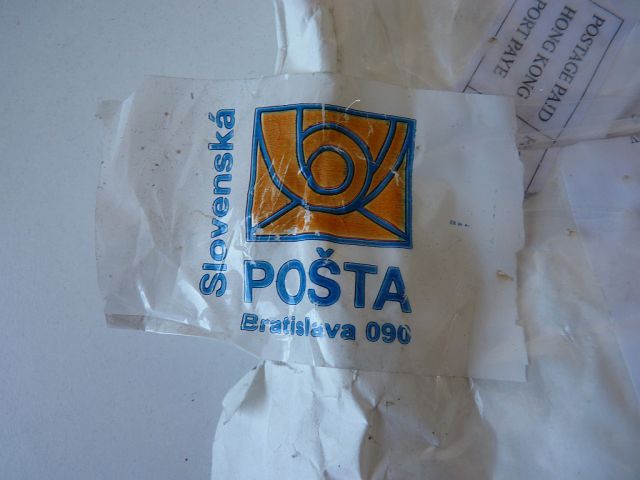 Slovenská
POŠTA
Bratislava 090
POSTAGE PAID
HONG KONG
PORT PAYE